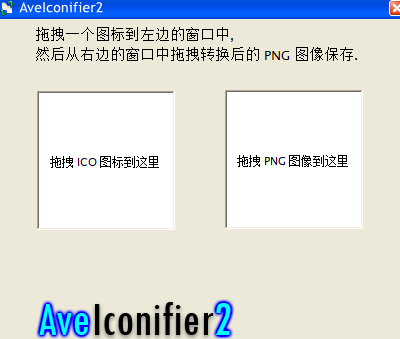 AveIconifier2
拖拽一个图标到左边的窗口中,
然后从右边的窗口中拖拽转换后的 PNG 图像保存.
拖拽 ICO 图标到这里
拖拽 PNG 图像到这里
AveIconifier2